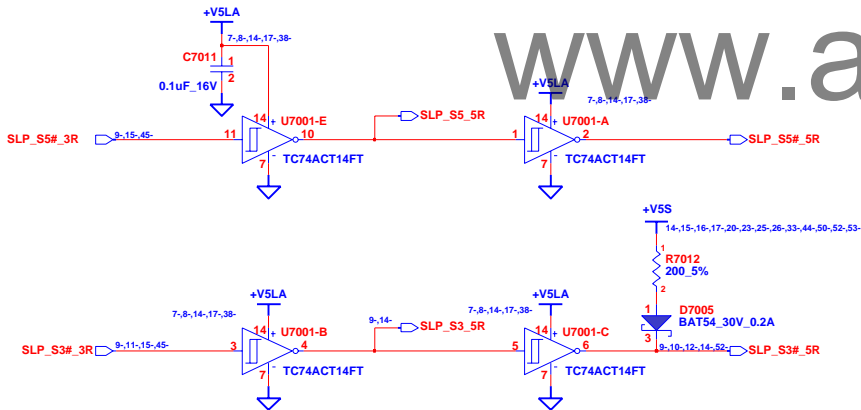 www.a
+V5LA
7-,8-,14-,17-,38-
C7011
1
2
0.1uF_16V
+V5LA
7-,8-,14-,17-,38-
SLP_S5#_3R
9-,15-,45-
11
14
+
U7001-E
10
7
-
TC74ACT14FT
SLP_S5_5R
1
14
+
U7001-A
2
7
-
TC74ACT14FT
SLP_S5#_5R
+V5S
14-,15-,16-,17-,20-,23-,25-,26-,33-,44-,50-,52-,53-
1
R7012
200_5%
2
1
D7005
BAT54_30V_0.2A
3
+V5LA
7-,8-,14-,17-,38-
SLP_S3#_3R
9-,11-,15-,45-
3
14
+
U7001-B
4
7
-
TC74ACT14FT
9-,14-
SLP_S3_5R
+V5LA
7-,8-,14-,17-,38-
5
14
+
U7001-C
6
7
-
TC74ACT14FT
9-,10-,12-,14-,52-
SLP_S3#_5R